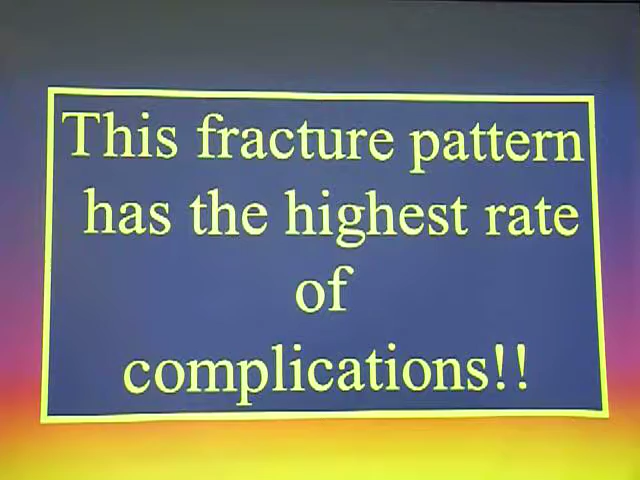 This fracture pattern
has the highest rate
of
complications!!